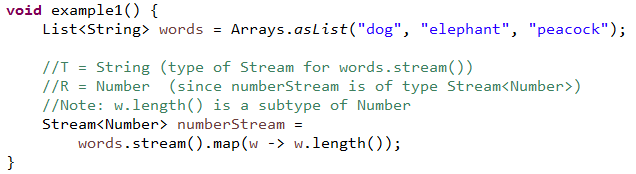 void example1() {
List<String> words = Arrays.asList("dog", "elephant", "peacock");
//T = String (type of Stream for words.stream())
//R = Number  (since numberStream is of type Stream<Number>)
//Note: w.length() is a subtype of Number
Stream<Number> numberStream =
words.stream().map(w -> w.length());
}